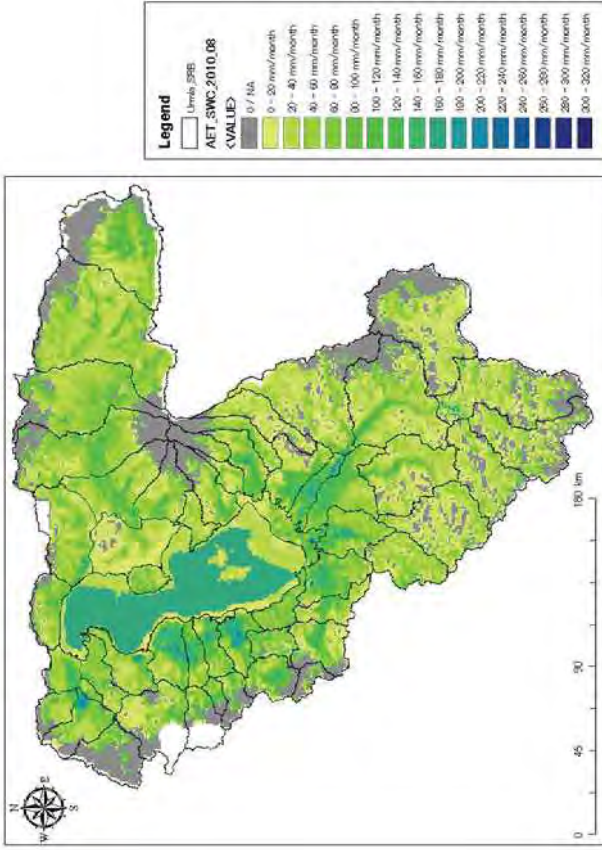 N
W
E
S
0
45
90
180 km
Legend
Urmia_SRB
AET_SWC_2010_08
<VALUE>
0 / NA
0 - 20 mm/month
20 - 40 mm/month
40 - 60 mm/month
60 - 80 mm/month
80 - 100 mm/month
100 - 120 mm/month
120 - 140 mm/month
140 - 160 mm/month
160 - 180 mm/month
180 - 200 mm/month
200 - 220 mm/month
220 - 240 mm/month
240 - 260 mm/month
260 - 280 mm/month
280 - 300 mm/month
300 - 320 mm/month